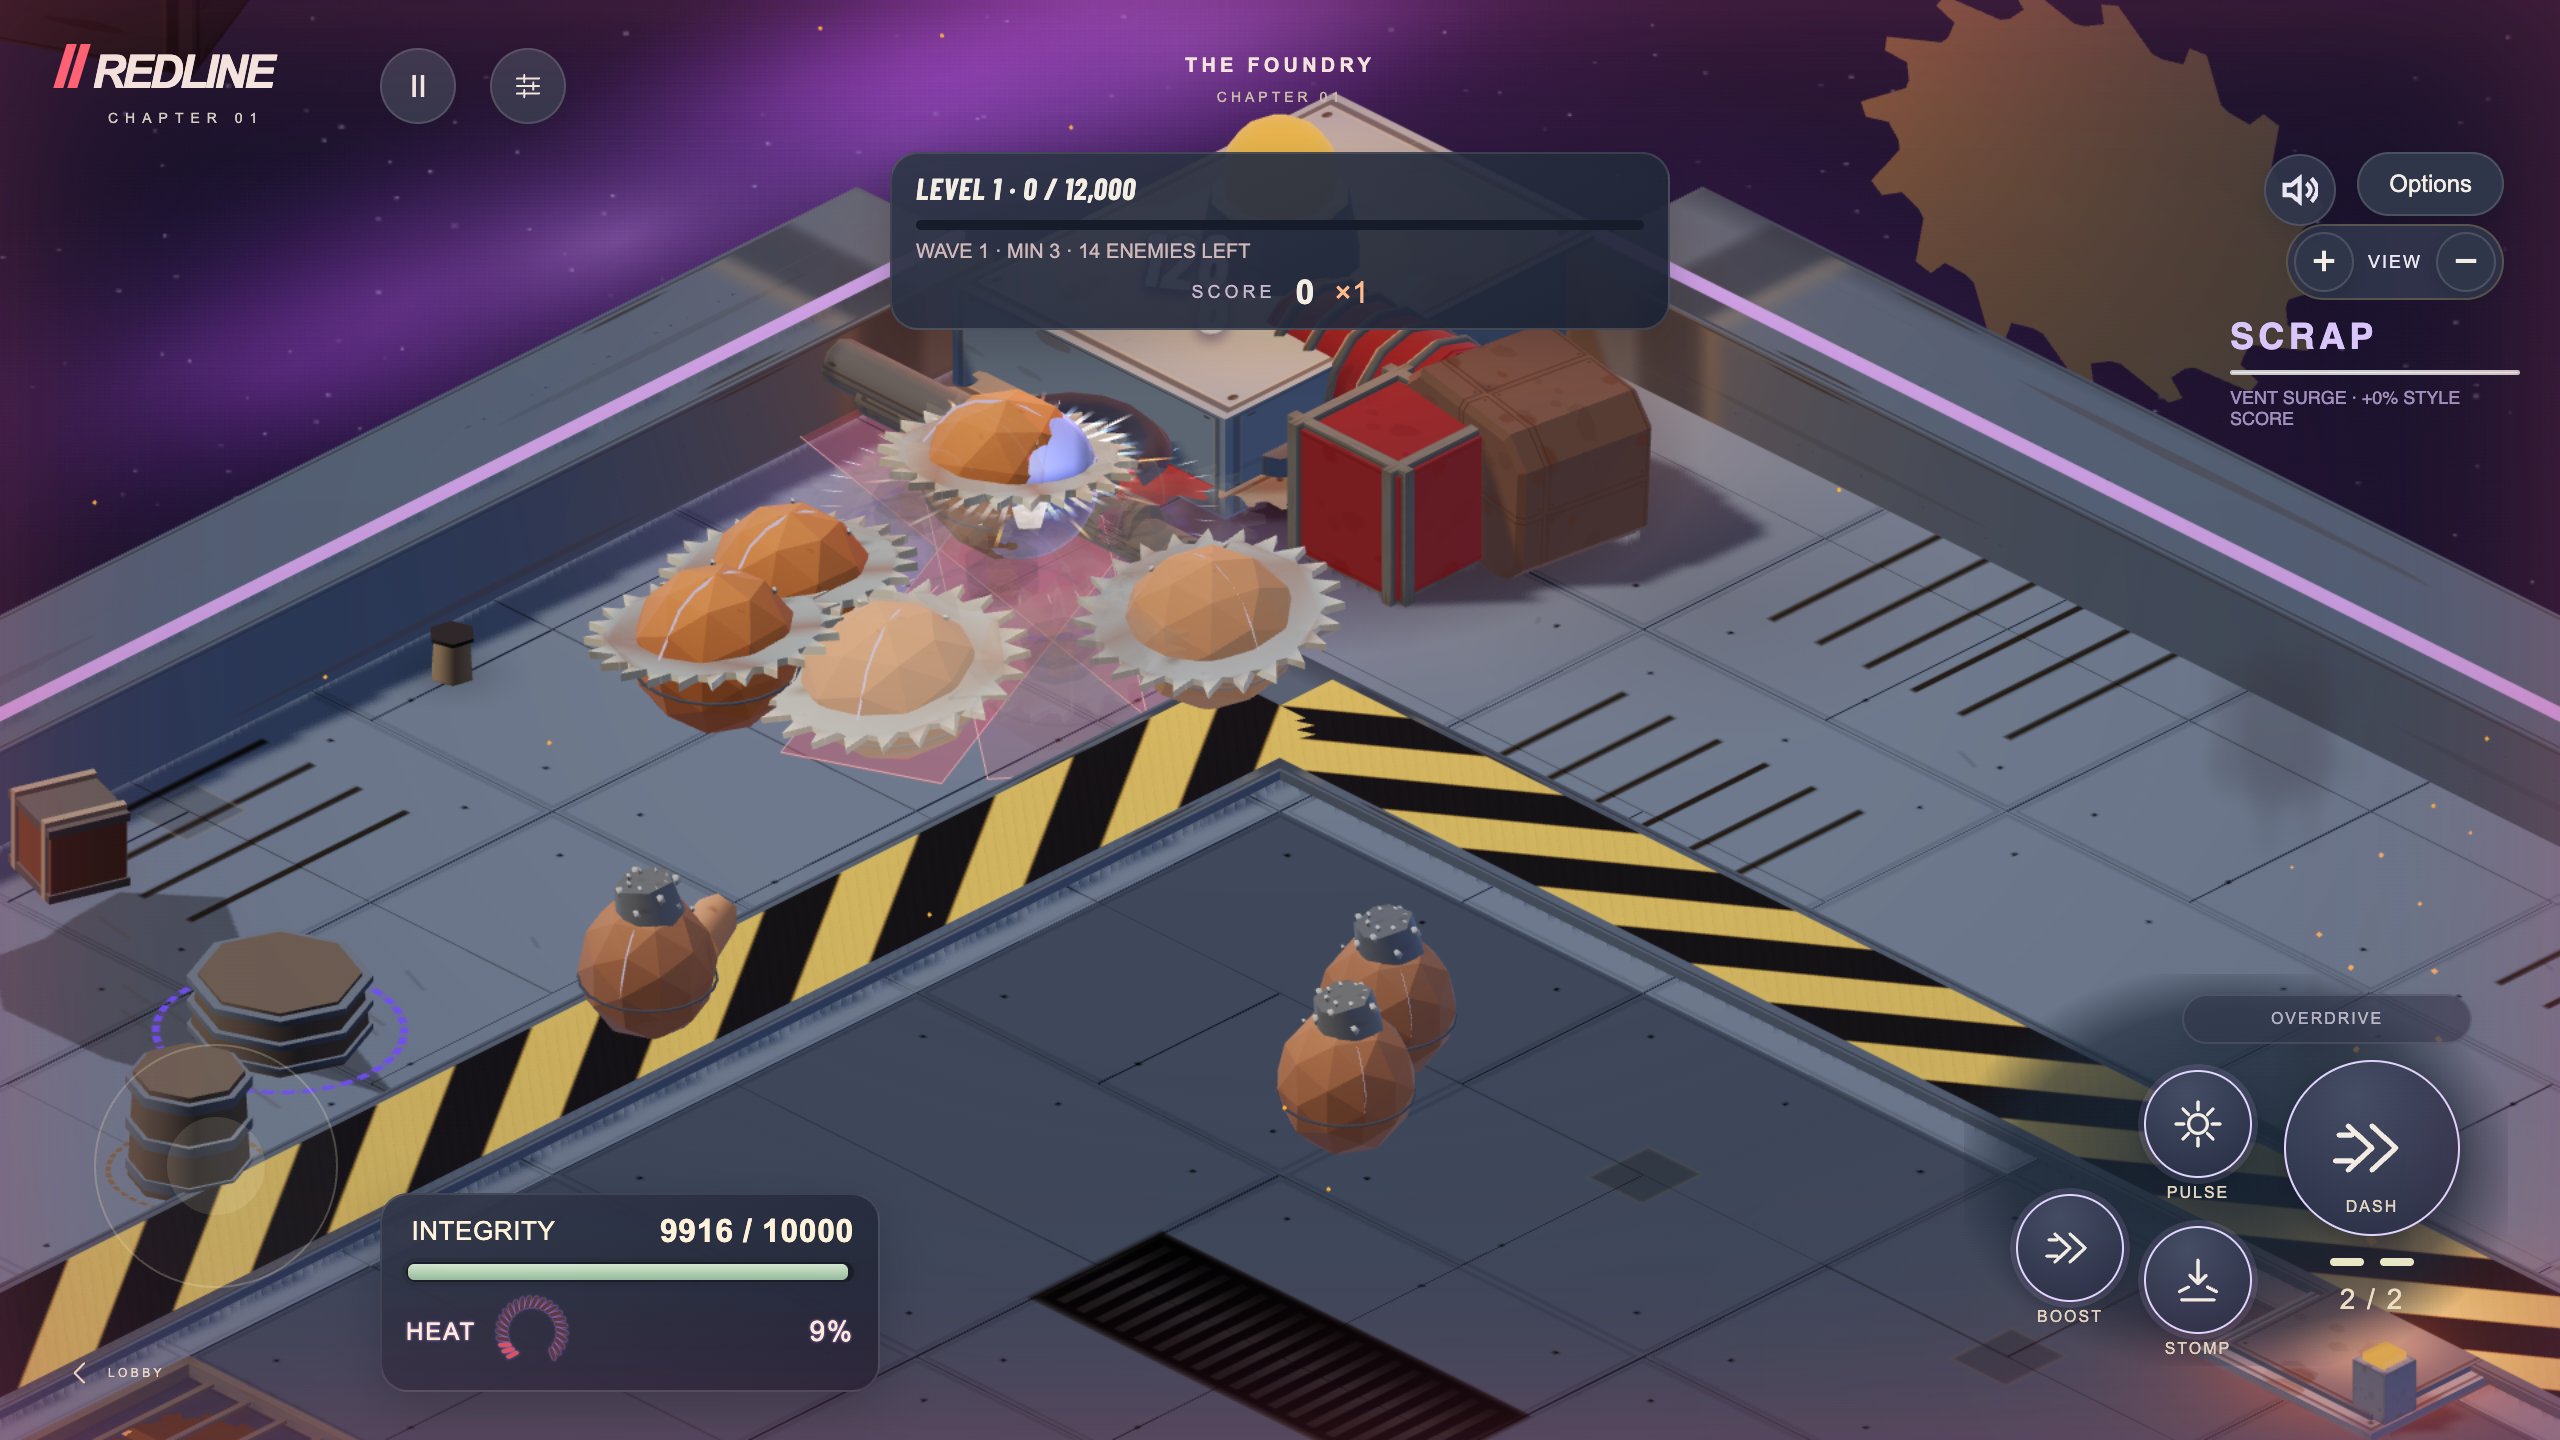 REDLINE
CHAPTER 01
THE FOUNDRY
CHAPTER 01
LEVEL 1 · 0 / 12,000
WAVE 1 · MIN 3 · 14 ENEMIES LEFT
SCORE 0 ×1
Options
+ VIEW −
SCRAP
VENT SURGE · +0% STYLE
SCORE
OVERDRIVE
PULSE
DASH
BOOST
STOMP
2 / 2
INTEGRITY 9916 / 10000
HEAT 9%
LOBBY